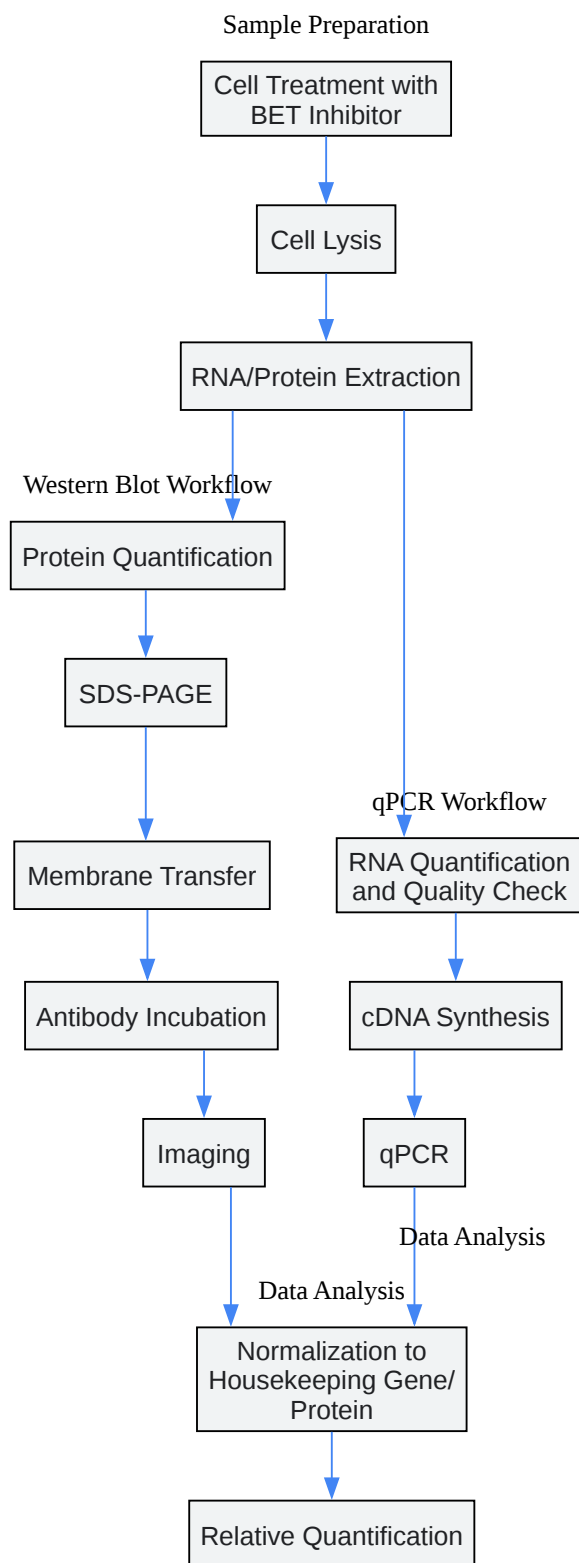 Sample Preparation
Cell Treatment with
BET Inhibitor
Cell Lysis
RNA/Protein Extraction
Western Blot Workflow
Protein Quantification
SDS-PAGE
Membrane Transfer
Antibody Incubation
Imaging
qPCR Workflow
RNA Quantification
and Quality Check
cDNA Synthesis
qPCR
Data Analysis
Data Analysis
Normalization to
Housekeeping Gene/
Protein
Relative Quantification